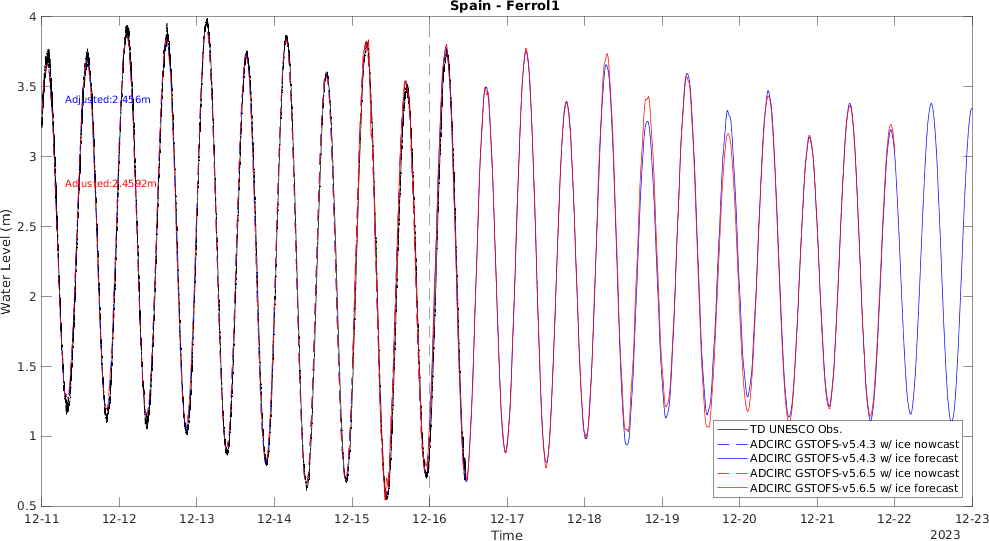 Spain - Ferrol1
4
3.5
3
2.5
2
1.5
1
0.5
Water Level (m)
Adjusted:2.456m
Adjusted:2.4592m
TD UNESCO Obs.
ADCIRC GSTOFS-v5.4.3 w/ ice nowcast
ADCIRC GSTOFS-v5.4.3 w/ ice forecast
ADCIRC GSTOFS-v5.6.5 w/ ice nowcast
ADCIRC GSTOFS-v5.6.5 w/ ice forecast
12-11 12-12 12-13 12-14 12-15 12-16 12-17 12-18 12-19 12-20 12-21 12-22 12-23
Time
2023